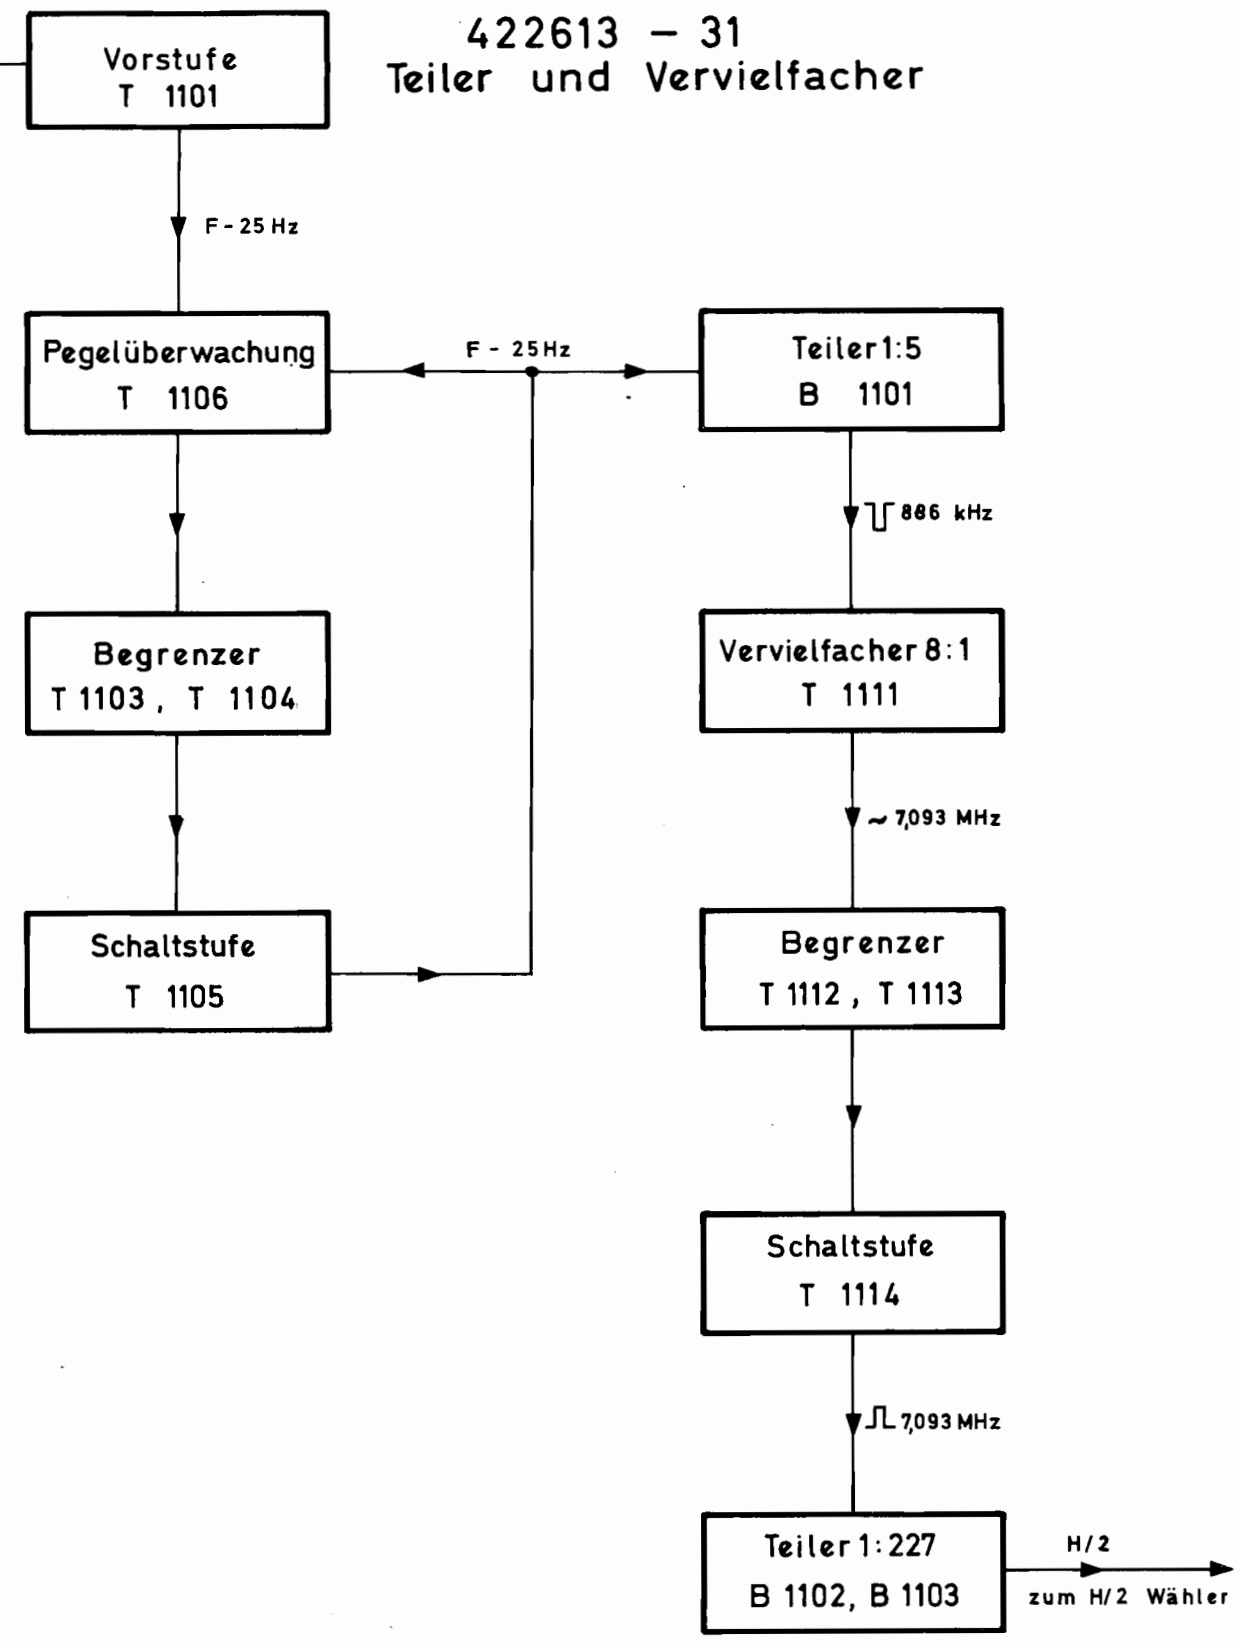 422613 – 31
Teiler und Vervielfacher
Vorstufe
T 1101
F - 25 Hz
Pegelüberwachung
T 1106
Begrenzer
T 1103, T 1104
Schaltstufe
T 1105
F - 25 Hz
Teiler 1:5
B 1101
886 kHz
Vervielfacher 8:1
T 1111
~ 7,093 MHz
Begrenzer
T 1112, T 1113
Schaltstufe
T 1114
7,093 MHz
Teiler 1:227
B 1102, B 1103
H/2
zum H/2 Wähler